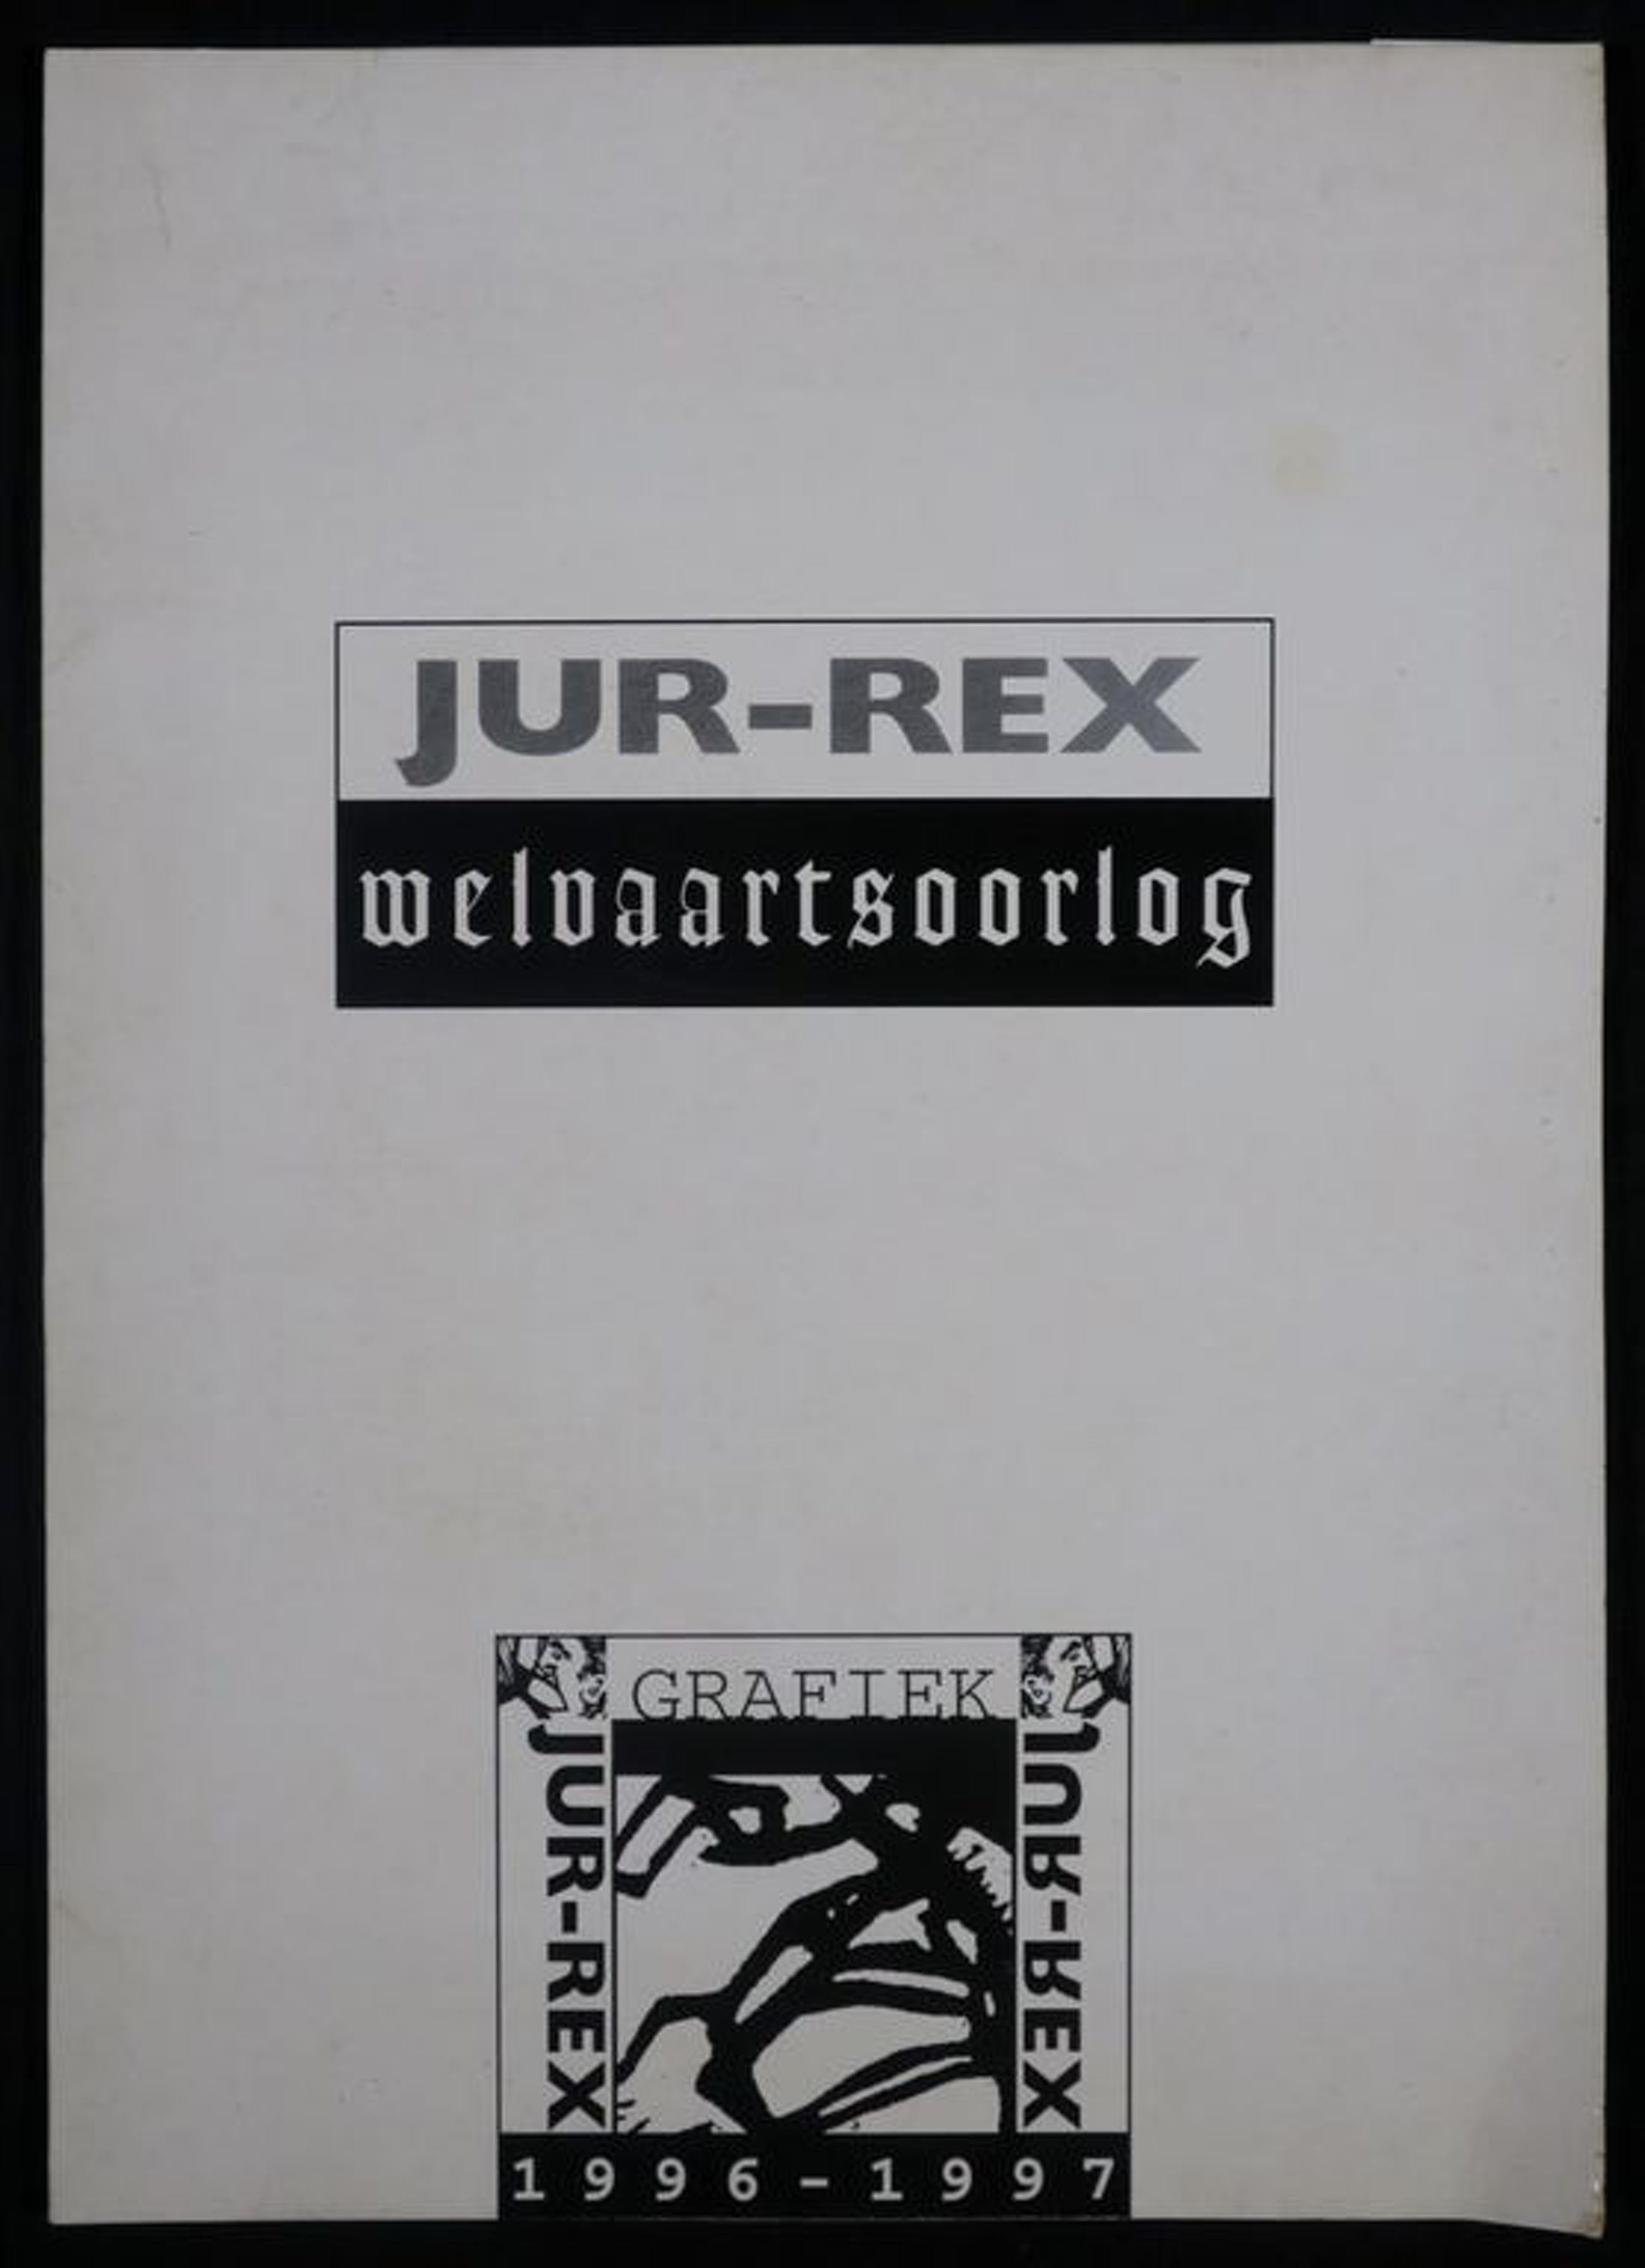 JUR-REX
welvaartsoorlog
GRAFIEK
JUR-REX
JUR-REX
1996-1997